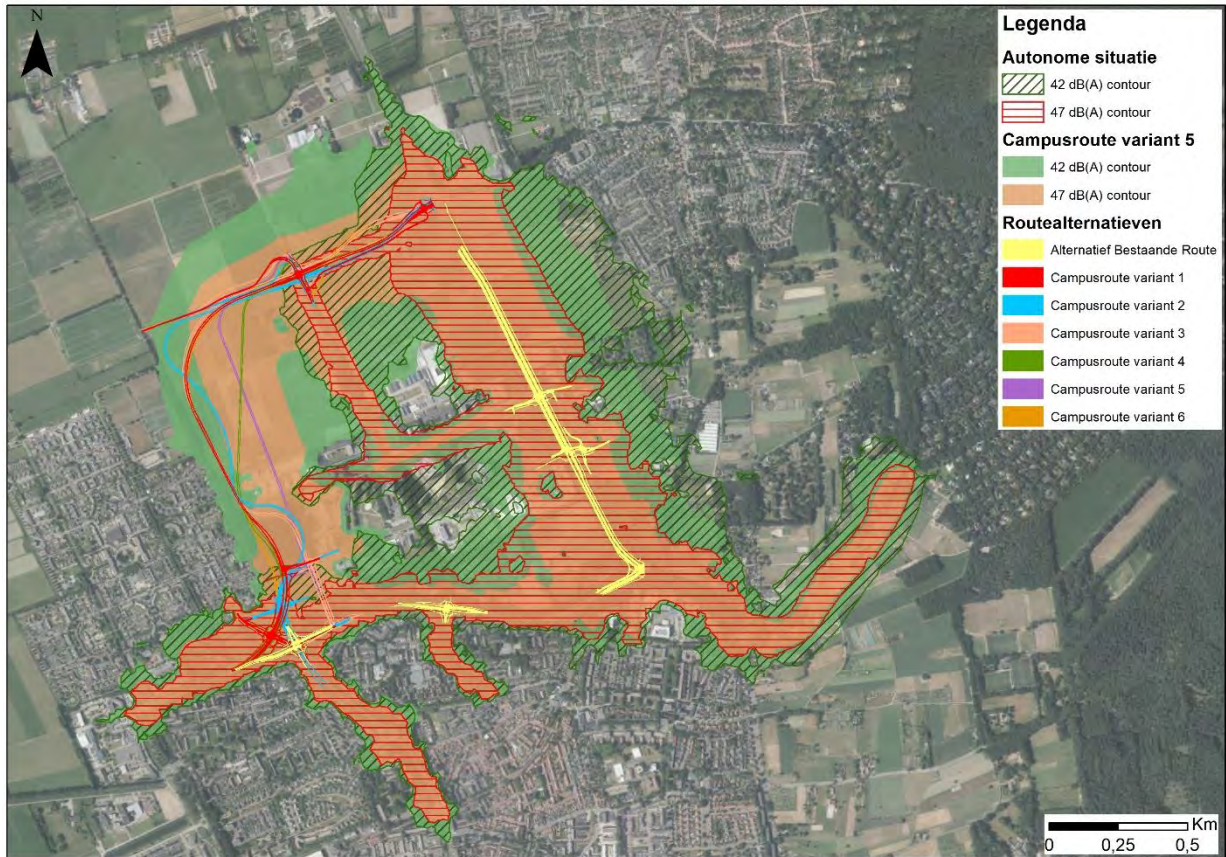 N
Legenda
Autonome situatie
42 dB(A) contour
47 dB(A) contour
Campusroute variant 5
42 dB(A) contour
47 dB(A) contour
Routealternatieven
Alternatief Bestaande Route
Campusroute variant 1
Campusroute variant 2
Campusroute variant 3
Campusroute variant 4
Campusroute variant 5
Campusroute variant 6
Km
0 0,25 0,5